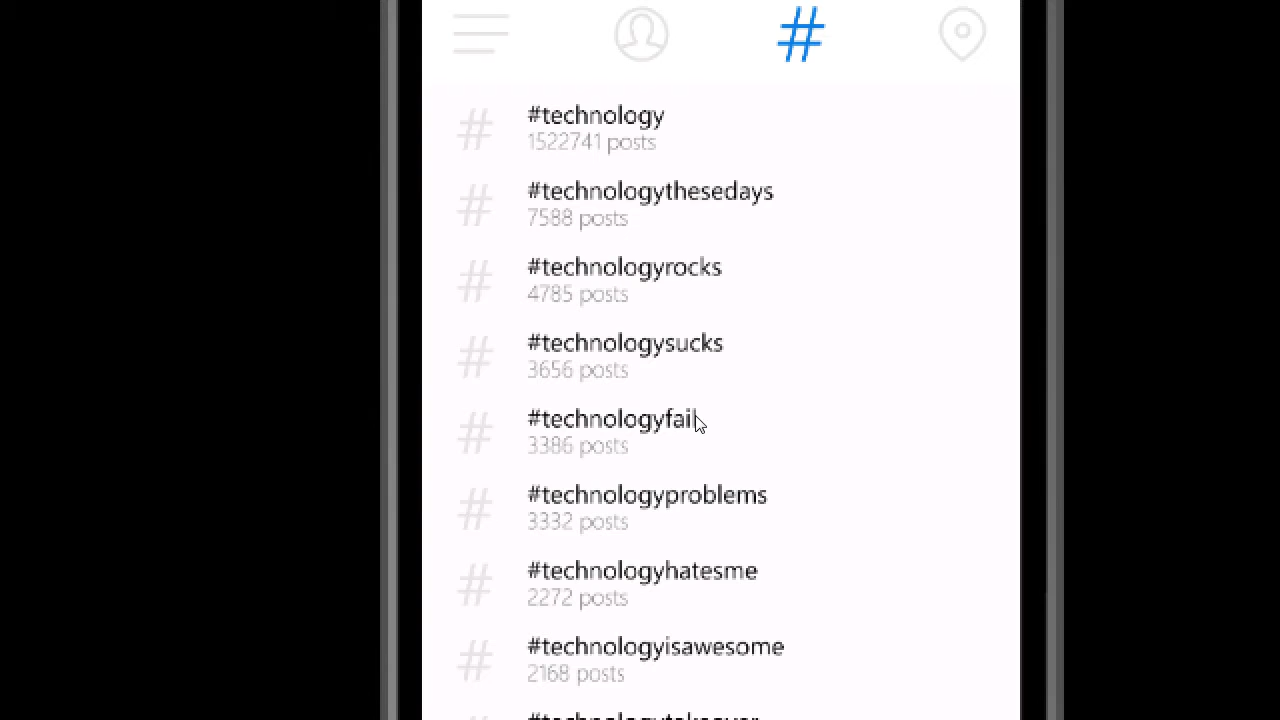 #
#technology
1522741 posts
#technologythesedays
7588 posts
#technologyrocks
4785 posts
#technologysucks
3656 posts
#technologyfail
3386 posts
#technologyproblems
3332 posts
#technologyhatesme
2272 posts
#technologyisawesome
2168 posts
#technologytakeover